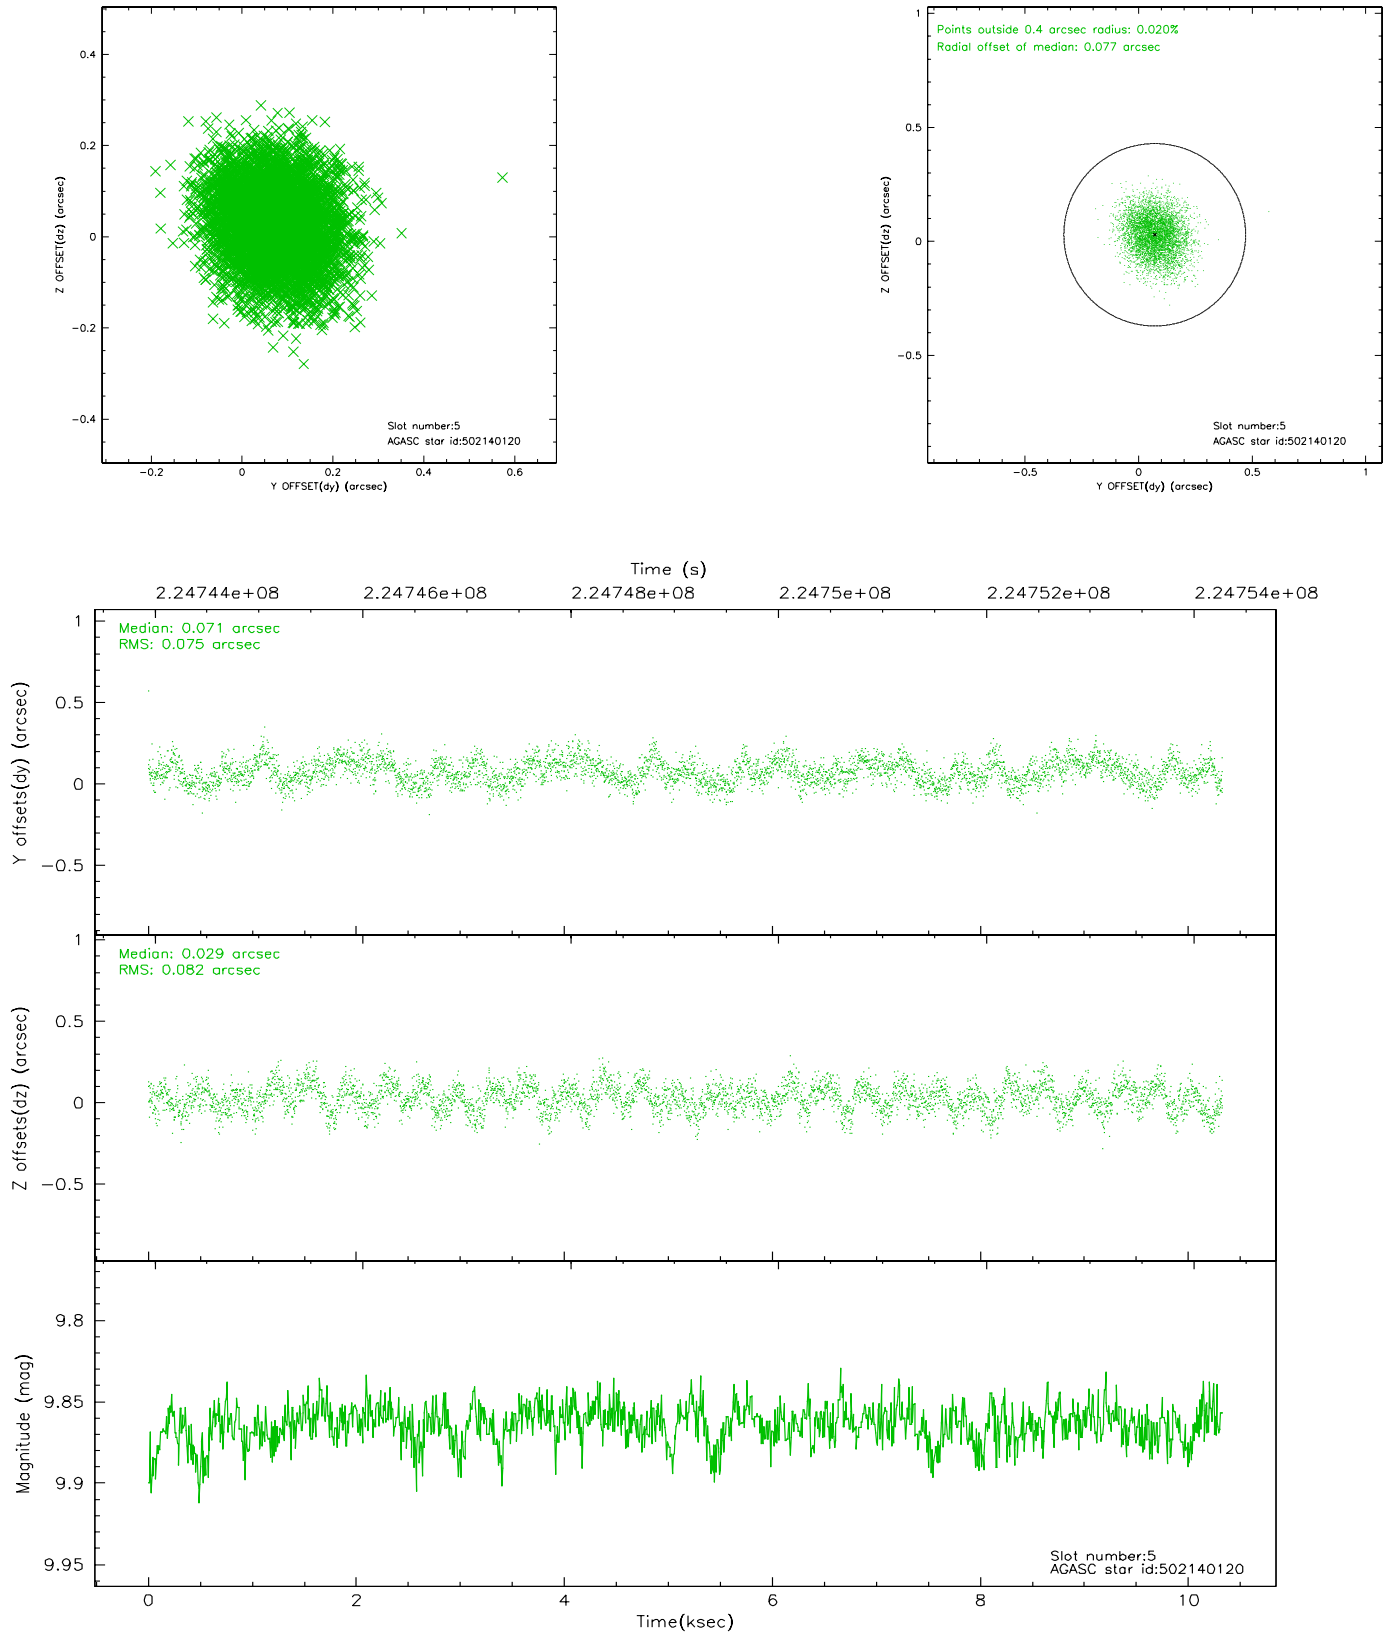 0.4
0.2
0
−0.2
−0.4
Z OFFSET(dz) (arcsec)
Slot number:5
AGASC star id:502140120
−0.2 0 0.2 0.4 0.6
Y OFFSET(dy) (arcsec)
Points outside 0.4 arcsec radius: 0.020%
Radial offset of median: 0.077 arcsec
1
0.5
0
−0.5
Z OFFSET(dz) (arcsec)
Slot number:5
AGASC star id:502140120
−0.5 0 0.5 1
Y OFFSET(dy) (arcsec)
Time (s)
2.24744e+08 2.24746e+08 2.24748e+08 2.2475e+08 2.24752e+08 2.24754e+08
Median: 0.071 arcsec
RMS: 0.075 arcsec
1
0.5
0
−0.5
Y offsets(dy) (arcsec)
Median: 0.029 arcsec
RMS: 0.082 arcsec
1
0.5
0
−0.5
Z offsets(dz) (arcsec)
9.8
9.85
9.9
9.95
Magnitude (mag)
Slot number:5
AGASC star id:502140120
0 2 4 6 8 10
Time(ksec)